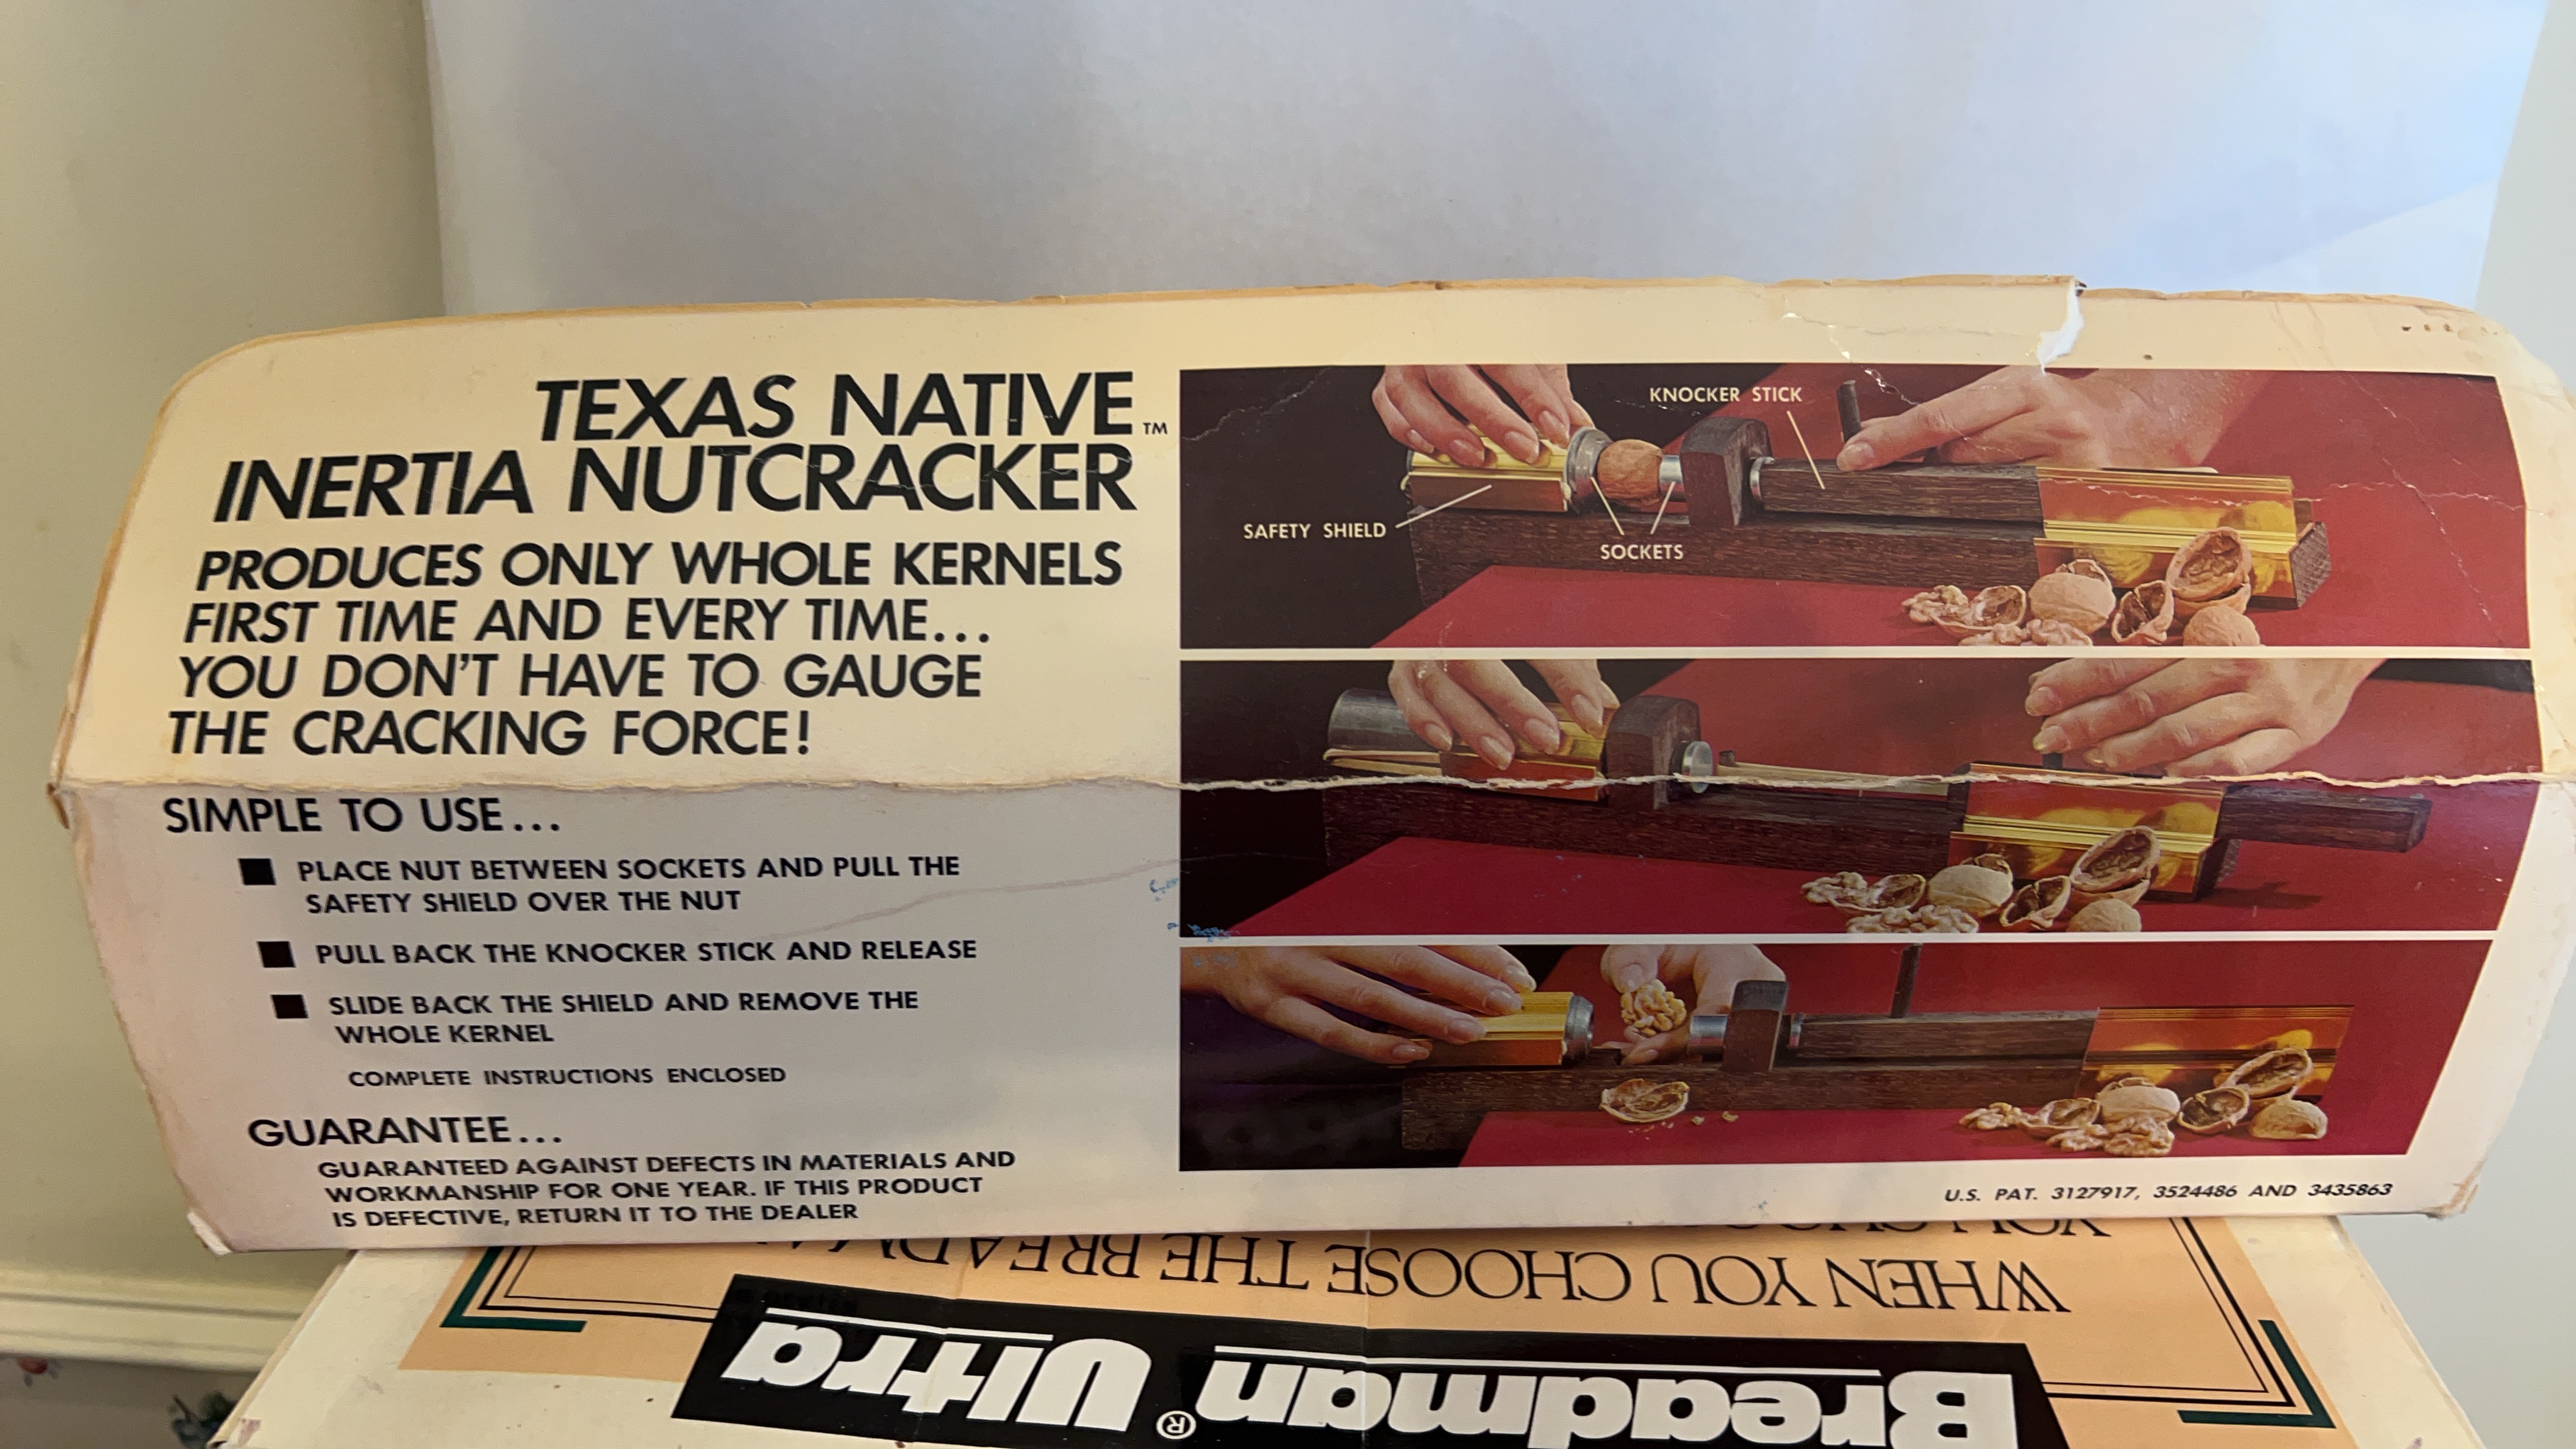 TEXAS NATIVE
INERTIA NUTCRACKER™
PRODUCES ONLY WHOLE KERNELS
FIRST TIME AND EVERY TIME...
YOU DON'T HAVE TO GAUGE
THE CRACKING FORCE!
SIMPLE TO USE...
■ PLACE NUT BETWEEN SOCKETS AND PULL THE
SAFETY SHIELD OVER THE NUT
■ PULL BACK THE KNOCKER STICK AND RELEASE
■ SLIDE BACK THE SHIELD AND REMOVE THE
WHOLE KERNEL
COMPLETE INSTRUCTIONS ENCLOSED
GUARANTEE...
GUARANTEED AGAINST DEFECTS IN MATERIALS AND
WORKMANSHIP FOR ONE YEAR. IF THIS PRODUCT
IS DEFECTIVE, RETURN IT TO THE DEALER
KNOCKER STICK
SAFETY SHIELD
SOCKETS
U.S. PAT. 3127917, 3524486 AND 3435863
WHEN YOU CHOOSE THE
Breadman® Ultra